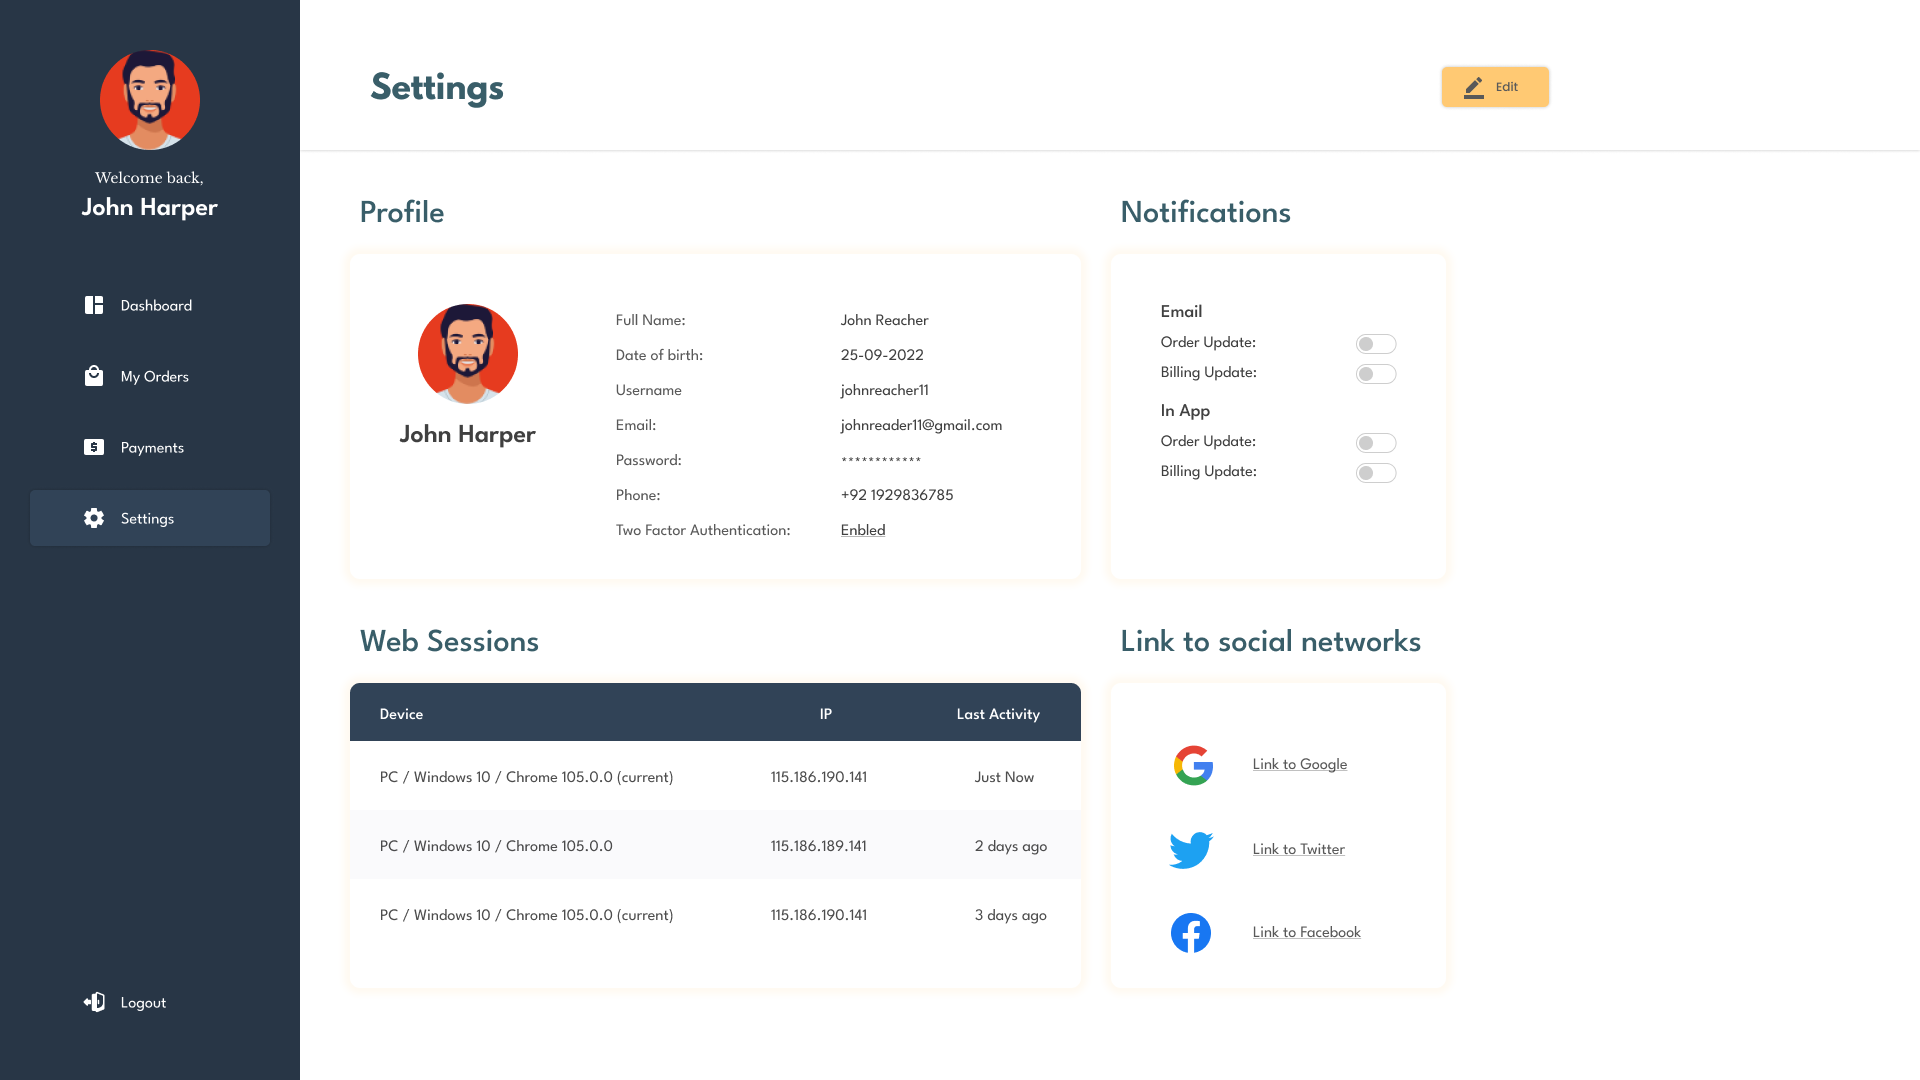 Welcome back,
John Harper
Dashboard
My Orders
Payments
Settings
Logout
Settings
Edit
Profile
John Harper
Full Name: John Reacher
Date of birth: 25-09-2022
Username johnreacher11
Email: johnreader11@gmail.com
Password: ************
Phone: +92 1929836785
Two Factor Authentication: Enbled
Notifications
Email
Order Update:
Billing Update:
In App
Order Update:
Billing Update:
Web Sessions
Device IP Last Activity
PC / Windows 10 / Chrome 105.0.0 (current) 115.186.190.141 Just Now
PC / Windows 10 / Chrome 105.0.0 115.186.189.141 2 days ago
PC / Windows 10 / Chrome 105.0.0 (current) 115.186.190.141 3 days ago
Link to social networks
Link to Google
Link to Twitter
Link to Facebook